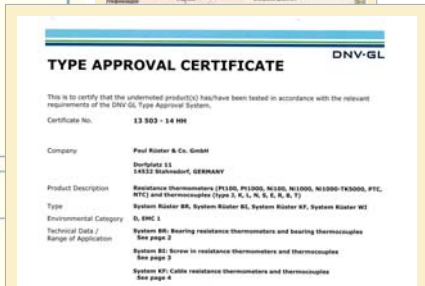 DNV·GL
TYPE APPROVAL CERTIFICATE
This is to certify that the undernoted product(s) has/have been tested in accordance with the relevant
requirements of the DNV GL Type Approval System.
Certificate No. 13 503 - 14 HH
Company Paul Rüster & Co. GmbH
Dorfplatz 11
14532 Stahnsdorf, GERMANY
Product Description Resistance thermometers (Pt100, Pt1000, Ni100, Ni1000, Ni1000-TK5000, PTC,
NTC) and thermocouples (type J, K, L, N, S, E, R, B, T)
Type System Rüster BR, System Rüster BI, System Rüster KF, System Rüster WI
Environmental Category D, EMC 1
Technical Data /
Range of Application
System BR: Bearing resistance thermometers and bearing thermocouples
See page 2
System BI: Screw in resistance thermometers and thermocouples
See page 3
System KF: Cable resistance thermometers and thermocouples
See page 4